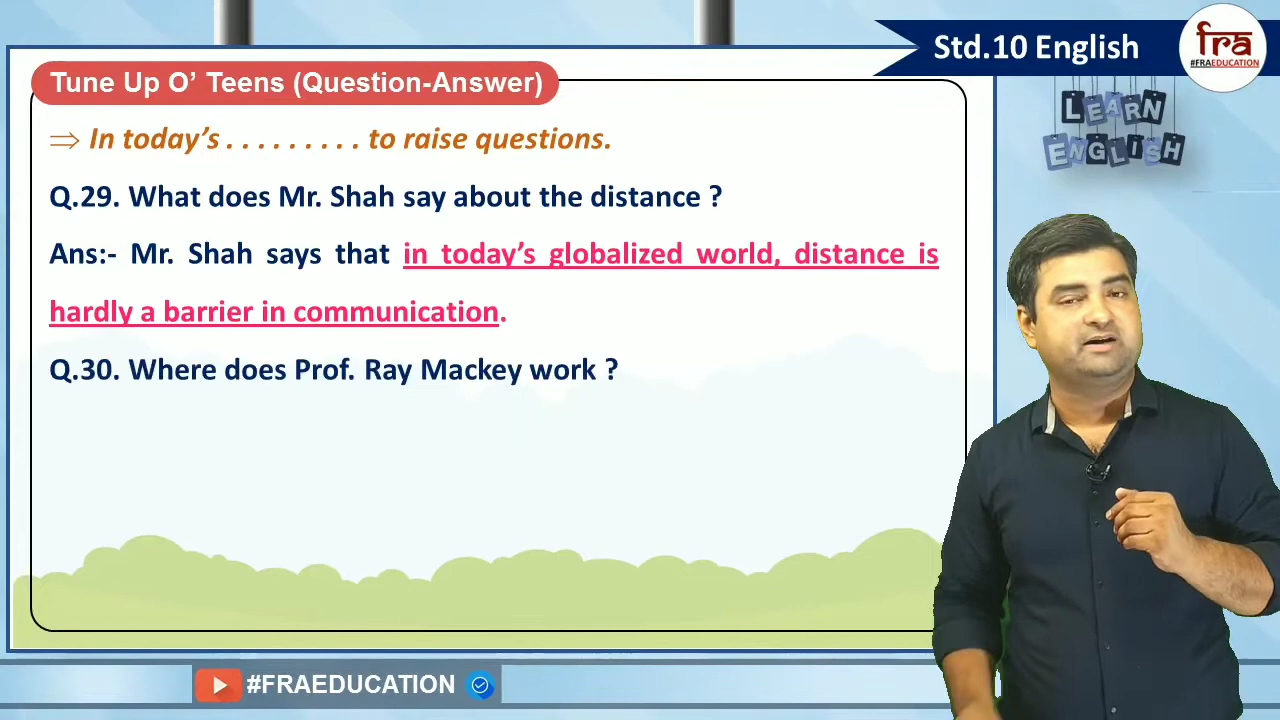 Std.10 English
fra
#FRAEDUCATION
Tune Up O’ Teens (Question-Answer)
LEARN
ENGLISH
⇒ In today’s . . . . . . . . . to raise questions.
Q.29. What does Mr. Shah say about the distance ?
Ans:- Mr. Shah says that in today’s globalized world, distance is
hardly a barrier in communication.
Q.30. Where does Prof. Ray Mackey work ?
#FRAEDUCATION